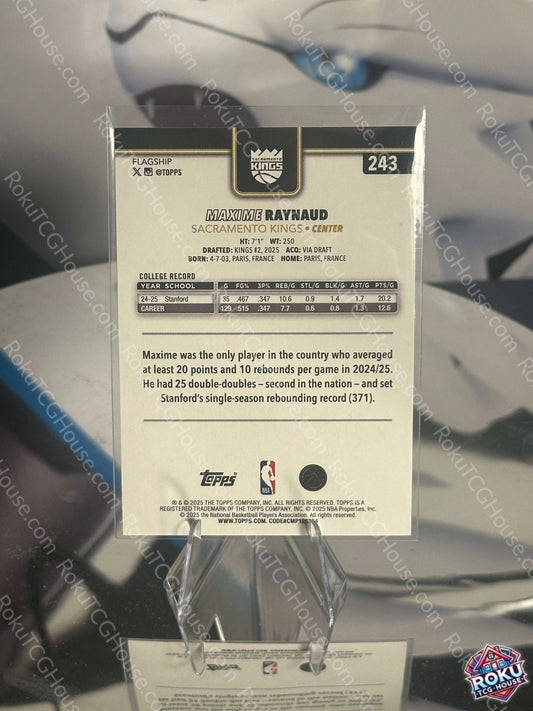 FLAGSHIP
@TOPPS
SACRAMENTO
KINGS
243
MAXIME RAYNAUD
SACRAMENTO KINGS • CENTER
HT: 7'1" WT: 250
DRAFTED: KINGS #2, 2025 ACQ: VIA DRAFT
BORN: 4-7-03, PARIS, FRANCE HOME: PARIS, FRANCE
COLLEGE RECORD
YEAR SCHOOL G FG% 3P% REB/G STL/G BLK/G AST/G PTS/G
24-25 Stanford 35 .467 .347 10.6 0.9 1.4 1.7 20.2
CAREER 129 .515 .347 7.7 0.6 0.8 1.3 12.6
Maxime was the only player in the country who averaged
at least 20 points and 10 rebounds per game in 2024/25.
He had 25 double-doubles – second in the nation – and set
Stanford's single-season rebounding record (371).
Topps
NBA
® & © 2025 THE TOPPS COMPANY, INC. ALL RIGHTS RESERVED. TOPPS IS A
REGISTERED TRADEMARK OF THE TOPPS COMPANY, INC. © 2025 NBA Properties, Inc.
© 2025 the National Basketball Players Association. All rights reserved.
WWW.TOPPS.COM. CODE#CMP
RokuTCGHouse.com
ROKU
TCG HOUSE